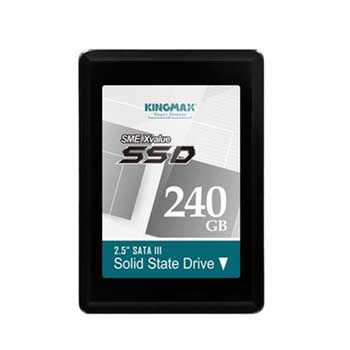 KINGMAX
SME Xvalue
SSD
240
GB
2.5" SATA III
Solid State Drive